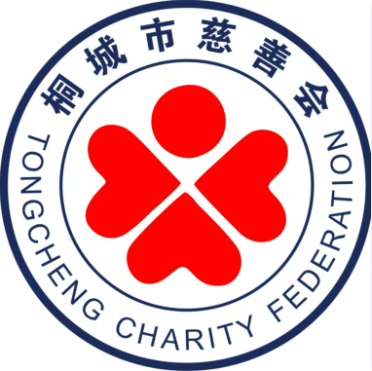 桐城市慈善会
TONGCHENG CHARITY FEDERATION